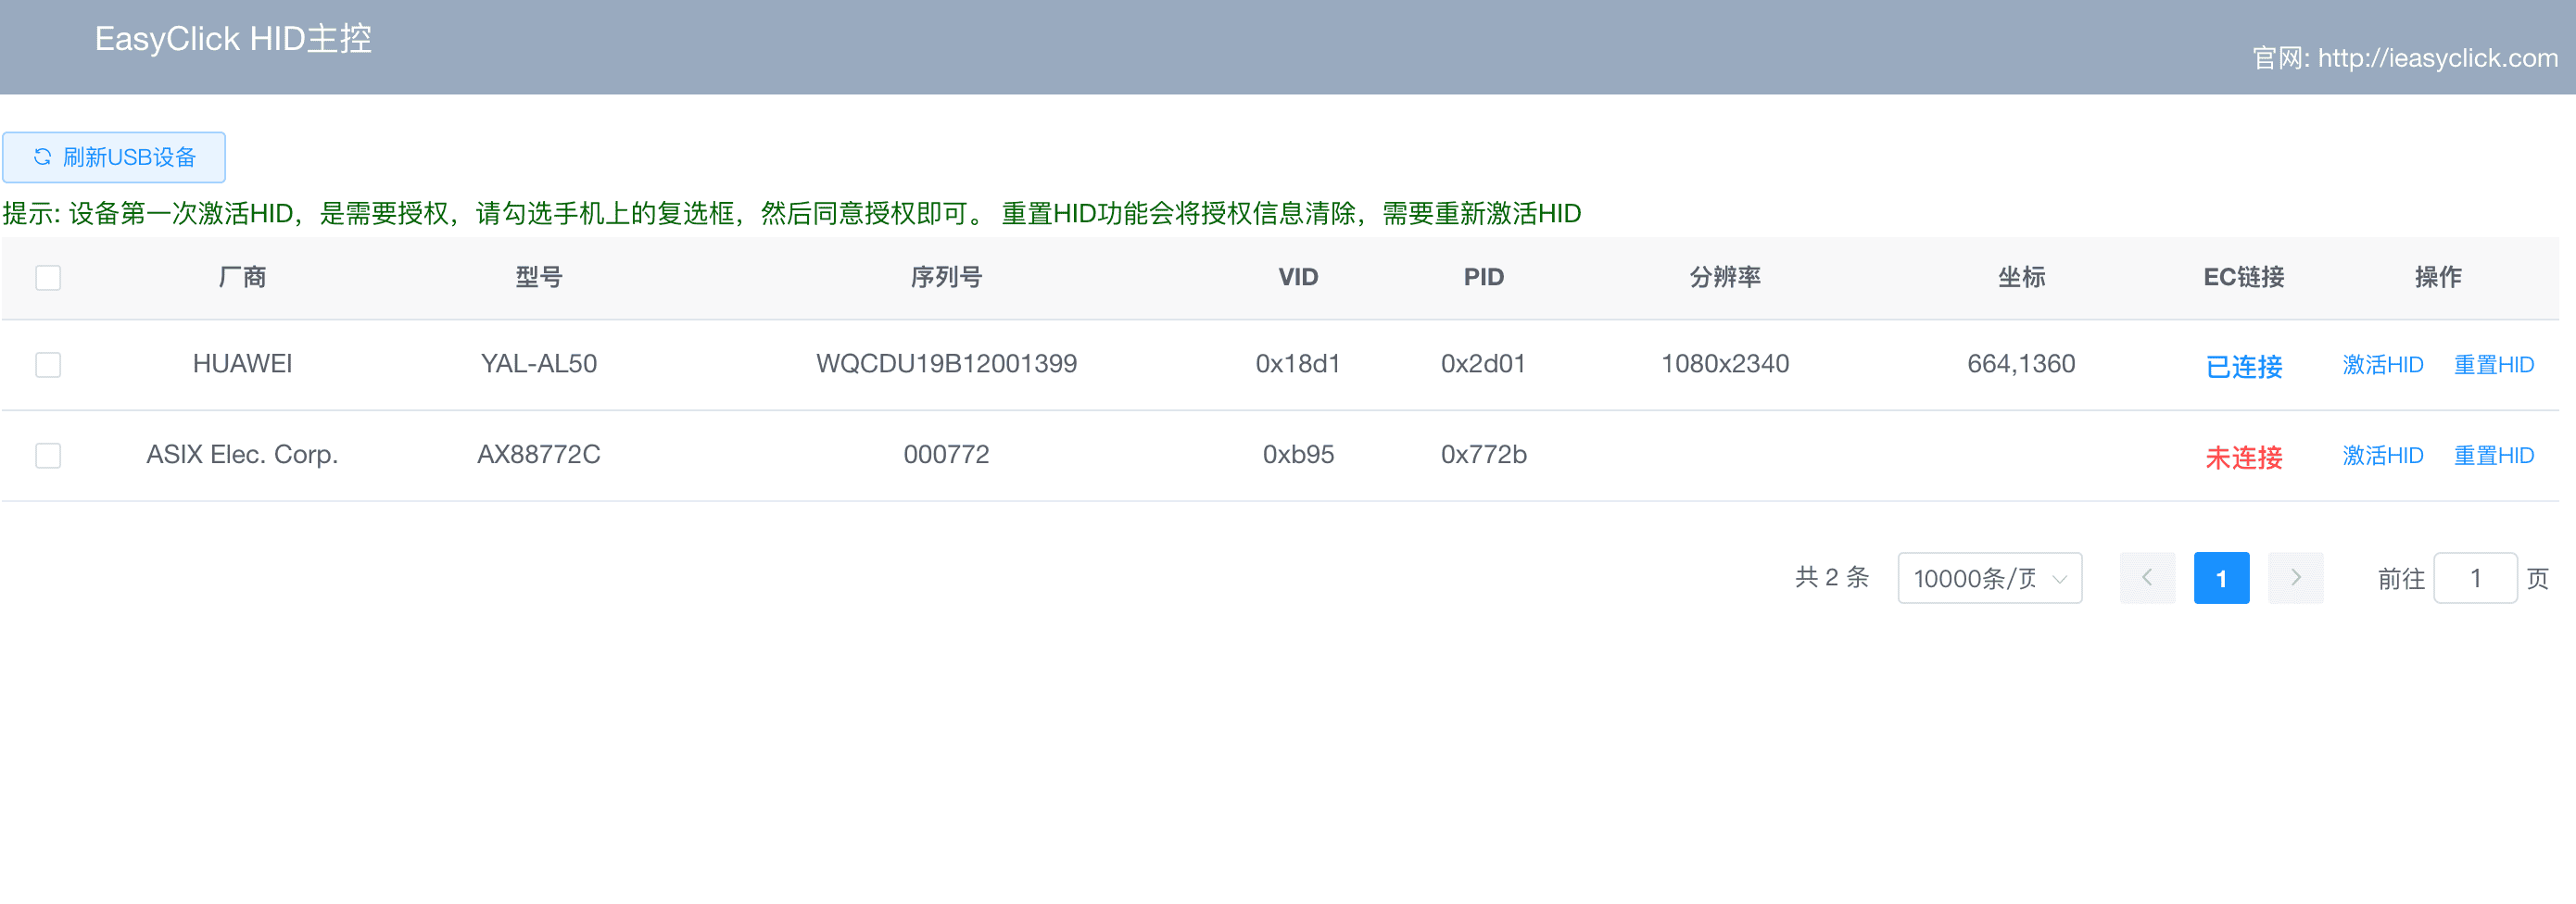 EasyClick HID主控
官网: http://ieasyclick.com
刷新USB设备
提示: 设备第一次激活HID，是需要授权，请勾选手机上的复选框，然后同意授权即可。 重置HID功能会将授权信息清除，需要重新激活HID
厂商 型号 序列号 VID PID 分辨率 坐标 EC链接 操作
HUAWEI YAL-AL50 WQCDU19B12001399 0x18d1 0x2d01 1080x2340 664,1360 已连接 激活HID 重置HID
ASIX Elec. Corp. AX88772C 000772 0xb95 0x772b 未连接 激活HID 重置HID
共 2 条 10000条/页 1 前往 1 页